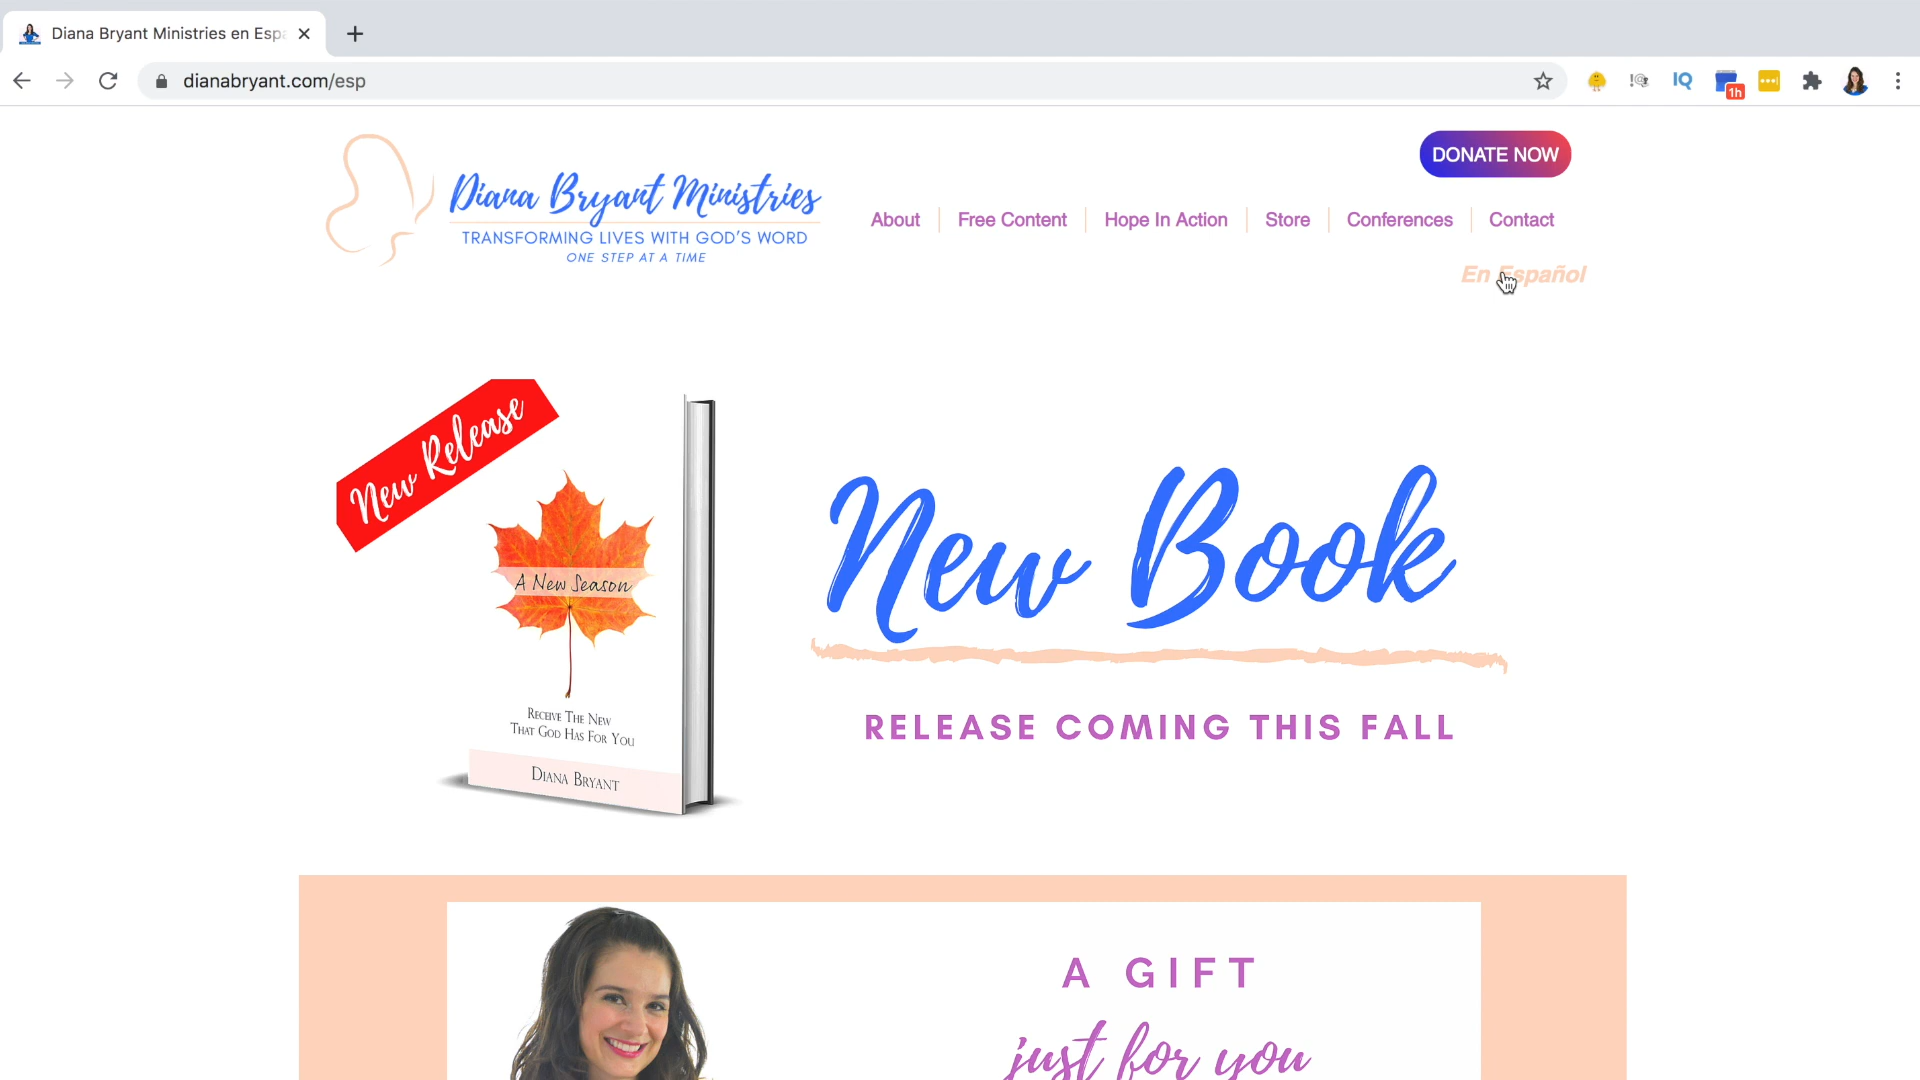 Diana Bryant Ministries en Esp
dianabryant.com/esp
IQ
1h
DONATE NOW
Diana Bryant Ministries
TRANSFORMING LIVES WITH GOD'S WORD
ONE STEP AT A TIME
About
Free Content
Hope In Action
Store
Conferences
Contact
En Español
New Release
A New Season
RECEIVE THE NEW
THAT GOD HAS FOR YOU
DIANA BRYANT
New Book
RELEASE COMING THIS FALL
A GIFT
just for you